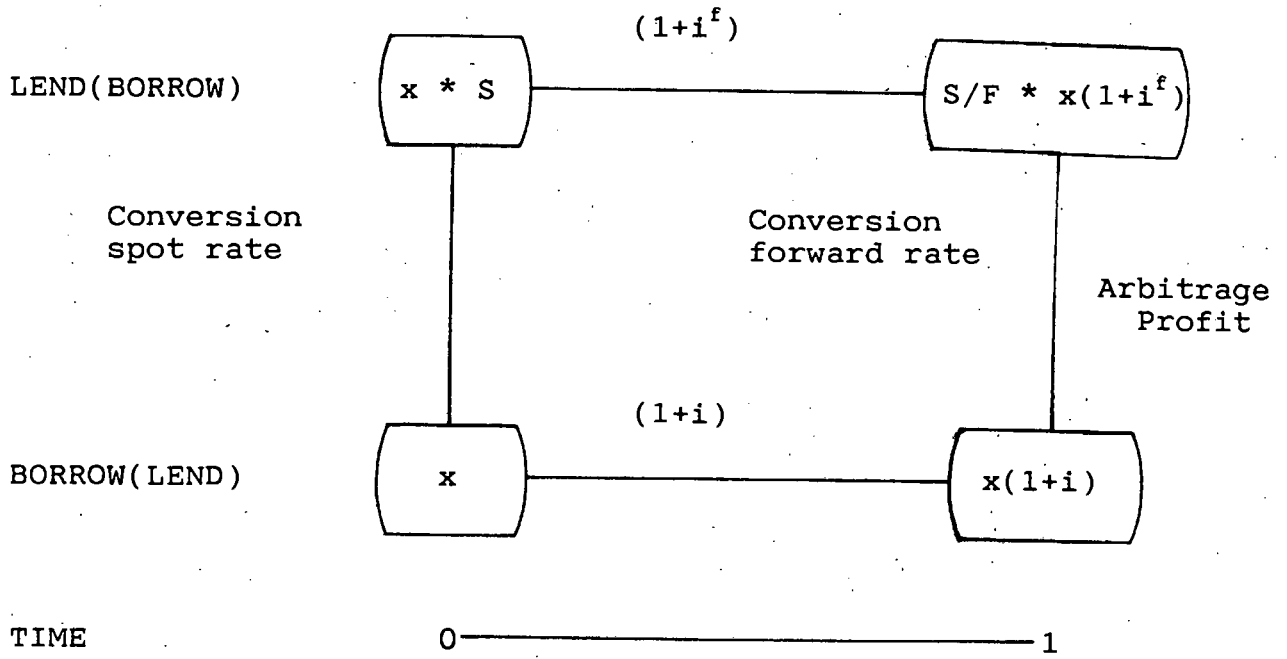 (1+i^f)
LEND(BORROW)
x * S
S/F * x(1+i^f)
Conversion
spot rate
Conversion
forward rate
Arbitrage
Profit
(1+i)
BORROW(LEND)
x
x(1+i)
TIME
0
1